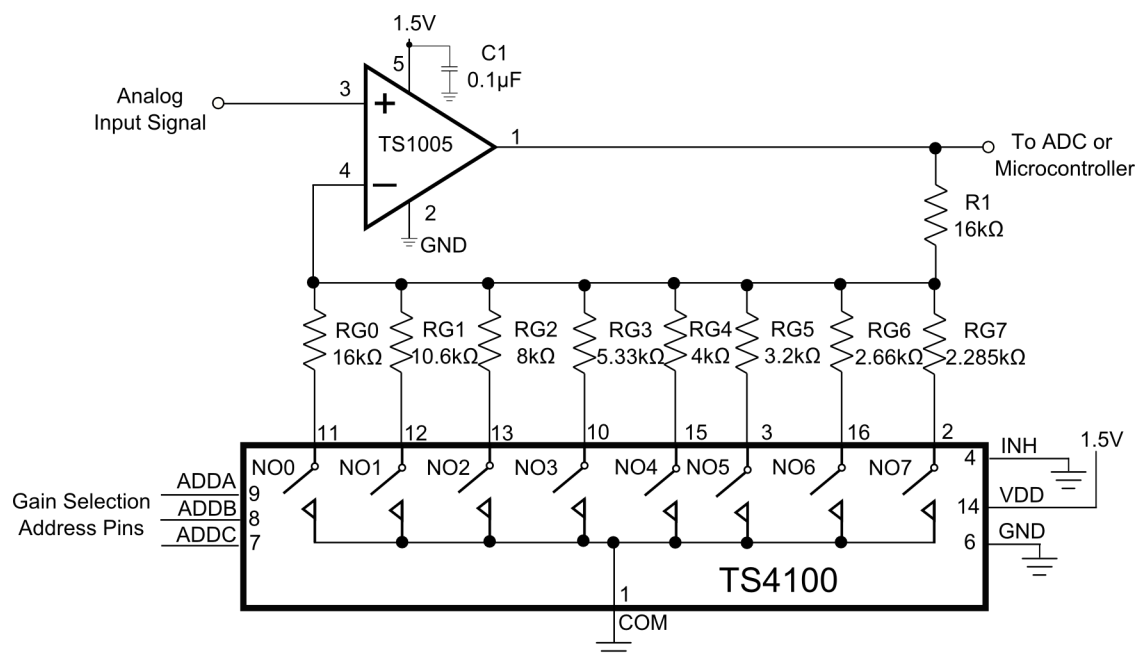 1.5V
C1
0.1µF
5
3
Analog
Input Signal
+
TS1005
1
4
−
2
GND
To ADC or
Microcontroller
R1
16kΩ
RG0
16kΩ
RG1
10.6kΩ
RG2
8kΩ
RG3
5.33kΩ
RG4
4kΩ
RG5
3.2kΩ
RG6
2.66kΩ
RG7
2.285kΩ
11
12
13
10
15
3
16
2
NO0
NO1
NO2
NO3
NO4
NO5
NO6
NO7
Gain Selection
Address Pins
ADDA
9
ADDB
8
ADDC
7
4
INH
1.5V
14
VDD
6
GND
TS4100
1
COM